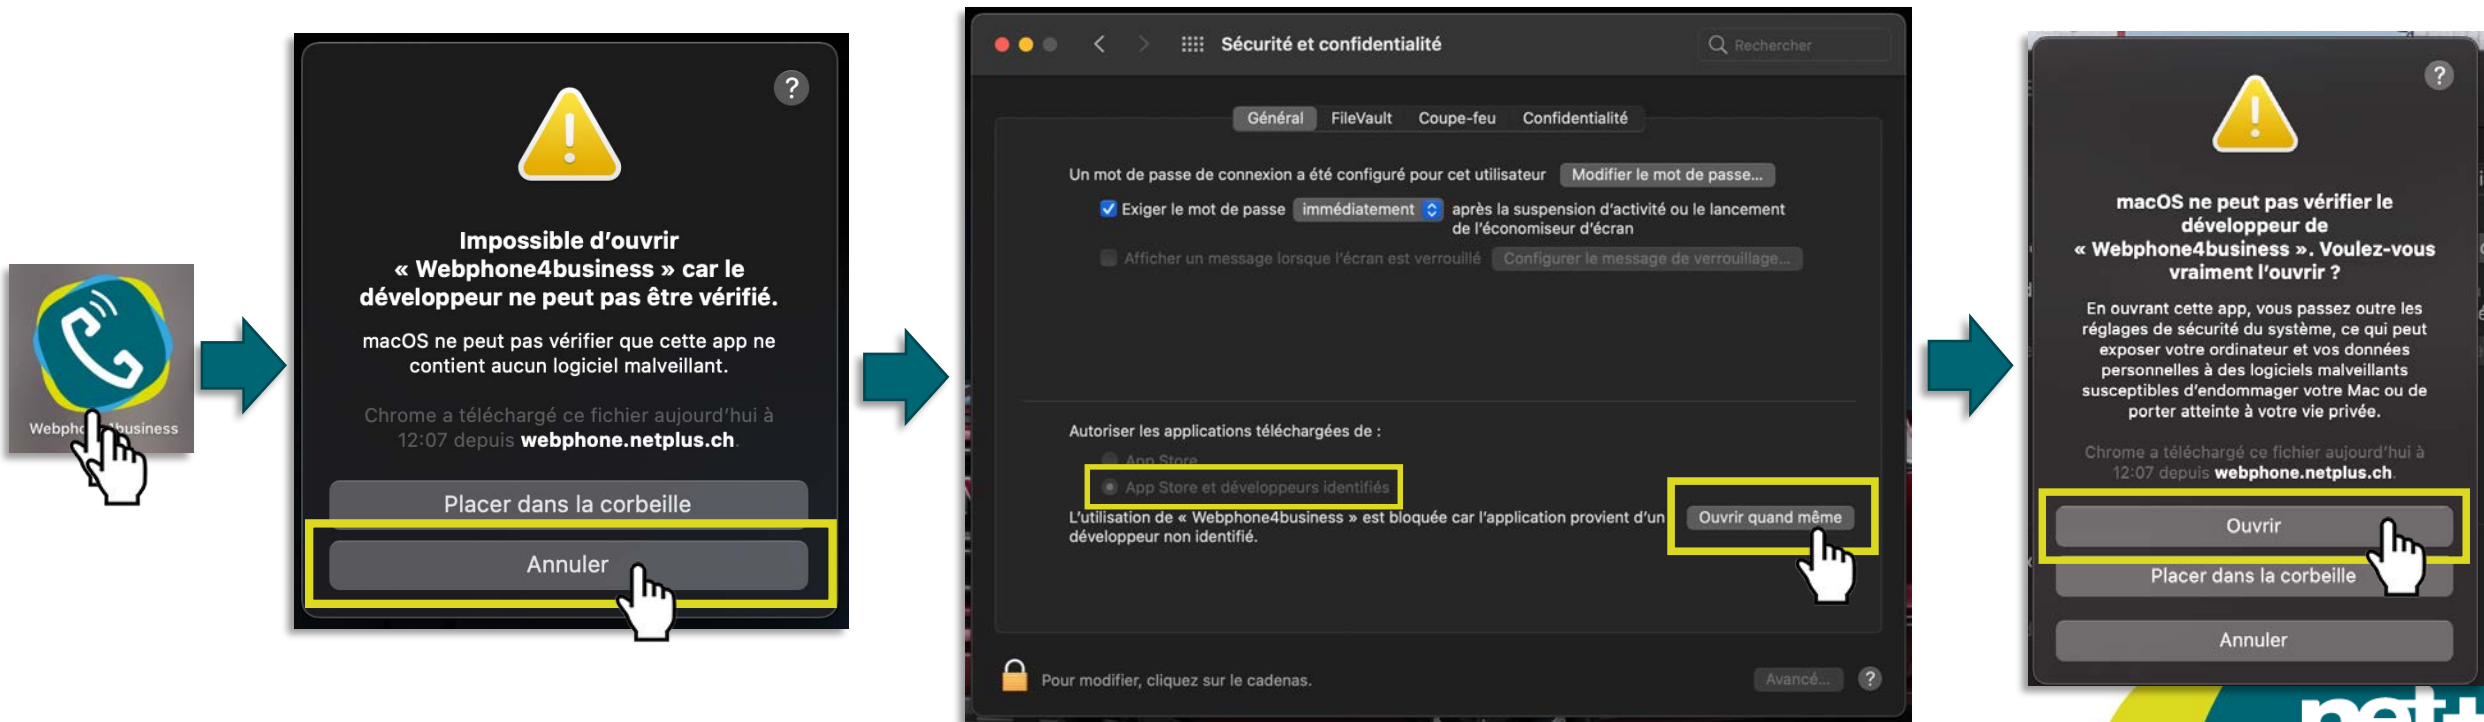 Webphone4business
?
Impossible d'ouvrir
« Webphone4business » car le
développeur ne peut pas être vérifié.
macOS ne peut pas vérifier que cette app ne
contient aucun logiciel malveillant.
Chrome a téléchargé ce fichier aujourd'hui à
12:07 depuis webphone.netplus.ch.
Placer dans la corbeille
Annuler
Sécurité et confidentialité
Rechercher
Général FileVault Coupe-feu Confidentialité
Un mot de passe de connexion a été configuré pour cet utilisateur Modifier le mot de passe...
Exiger le mot de passe immédiatement après la suspension d'activité ou le lancement
de l'économiseur d'écran
Afficher un message lorsque l'écran est verrouillé Configurer le message de verrouillage...
Autoriser les applications téléchargées de :
App Store
App Store et développeurs identifiés
L'utilisation de « Webphone4business » est bloquée car l'application provient d'un
développeur non identifié.
Ouvrir quand même
Pour modifier, cliquez sur le cadenas.
Avancé... ?
?
macOS ne peut pas vérifier le
développeur de
« Webphone4business ». Voulez-vous
vraiment l'ouvrir ?
En ouvrant cette app, vous passez outre les
réglages de sécurité du système, ce qui peut
exposer votre ordinateur et vos données
personnelles à des logiciels malveillants
susceptibles d'endommager votre Mac ou de
porter atteinte à votre vie privée.
Chrome a téléchargé ce fichier aujourd'hui à
12:07 depuis webphone.netplus.ch.
Ouvrir
Placer dans la corbeille
Annuler
net+